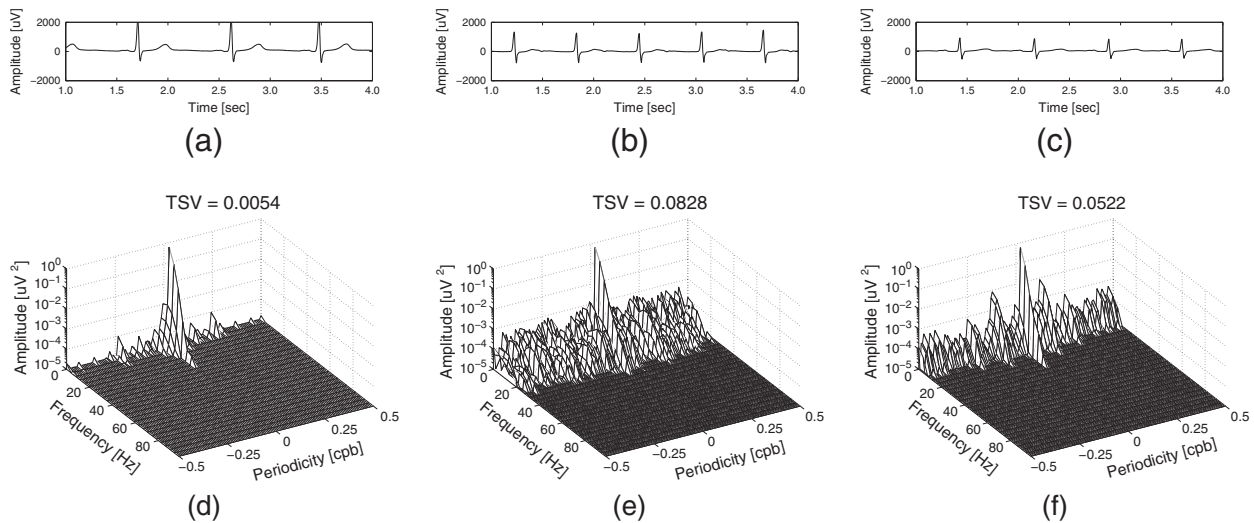 Amplitude [uV]
2000
0
−2000
1.0 1.5 2.0 2.5 3.0 3.5 4.0
Time [sec]
(a)
Amplitude [uV]
2000
0
−2000
1.0 1.5 2.0 2.5 3.0 3.5 4.0
Time [sec]
(b)
Amplitude [uV]
2000
0
−2000
1.0 1.5 2.0 2.5 3.0 3.5 4.0
Time [sec]
(c)
TSV = 0.0054
Amplitude [uV ²]
10⁰
10⁻¹
10⁻²
10⁻³
10⁻⁴
10⁻⁵
0
20
40
60
80
Frequency [Hz]
−0.5
−0.25
0
0.25
0.5
Periodicity [cpb]
(d)
TSV = 0.0828
Amplitude [uV ²]
10⁰
10⁻¹
10⁻²
10⁻³
10⁻⁴
10⁻⁵
0
20
40
60
80
Frequency [Hz]
−0.5
−0.25
0
0.25
0.5
Periodicity [cpb]
(e)
TSV = 0.0522
Amplitude [uV ²]
10⁰
10⁻¹
10⁻²
10⁻³
10⁻⁴
10⁻⁵
0
20
40
60
80
Frequency [Hz]
−0.5
−0.25
0
0.25
0.5
Periodicity [cpb]
(f)